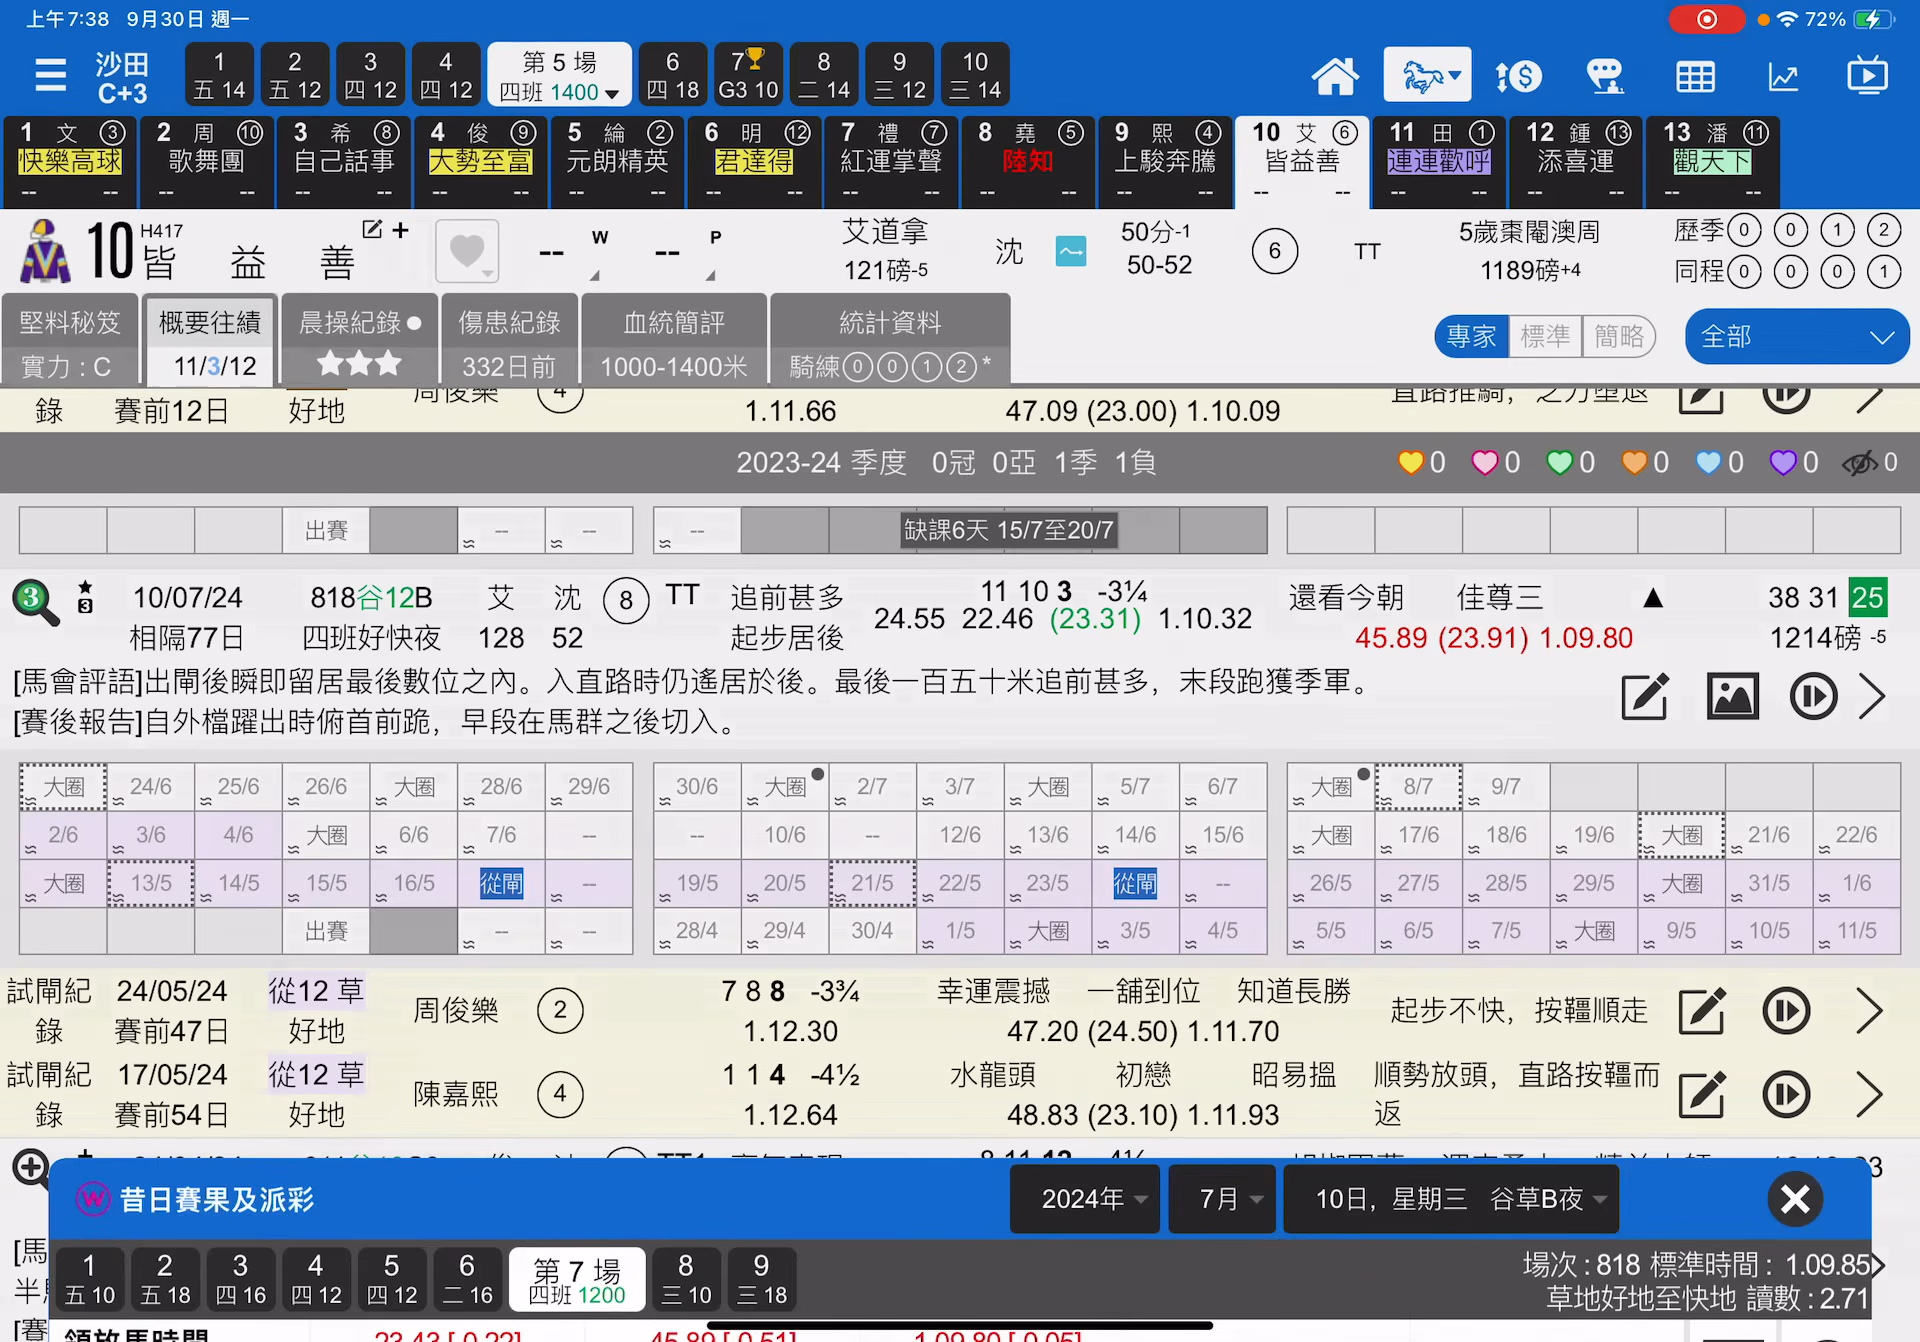 上午7:38 9月30日 週一
72%
沙田 C+3
1 五 14
2 五 12
3 四 12
4 四 12
第 5 場 四班 1400
6 四 18
7 G3 10
8 二 14
9 三 12
10 三 14
1 文 3 快樂高球 -- --
2 周 10 歌舞團 -- --
3 希 8 自己話事 -- --
4 俊 9 大勢至富 -- --
5 綸 2 元朗精英 -- --
6 明 12 君達得 -- --
7 禮 7 紅運掌聲 -- --
8 堯 5 陸知 -- --
9 熙 4 上駿奔騰 -- --
10 艾 6 皆益善 -- --
11 田 1 連連歡呼 -- --
12 鍾 13 添喜運 -- --
13 潘 11 觀天下 -- --
10 H417 皆益善 + -- W -- P 艾道拿 沈 50分-1 6 TT 5歲棗閹澳周 歷季 0 0 1 2
121磅-5 50-52 1189磅+4 同程 0 0 0 1
堅料秘笈 概要往績 晨操紀錄 傷患紀錄 血統簡評 統計資料 專家 標準 簡略 全部
實力 : C 11/3/12 ★★★ 332日前 1000-1400米 騎練 0 0 1 2 *
錄 賽前12日 好地 周俊樂 4 1.11.66 47.09 (23.00) 1.10.09 直路推騎，乏力墮退
2023-24 季度 0冠 0亞 1季 1負 0 0 0 0 0 0 0
出賽 -- -- -- 缺課6天 15/7至20/7
3 ★ 3 10/07/24 818谷12B 艾 沈 8 TT 追前甚多 11 10 3 -3¼ 還看今朝 佳尊三 ▲ 38 31 25
相隔77日 四班好快夜 128 52 起步居後 24.55 22.46 (23.31) 1.10.32 45.89 (23.91) 1.09.80 1214磅 -5
[馬會評語]出閘後瞬即留居最後數位之內。入直路時仍遙居於後。最後一百五十米追前甚多，末段跑獲季軍。
[賽後報告]自外檔躍出時俯首前跪，早段在馬群之後切入。
大圈 24/6 25/6 26/6 大圈 28/6 29/6 30/6 大圈 2/7 3/7 大圈 5/7 6/7 大圈 8/7 9/7
2/6 3/6 4/6 大圈 6/6 7/6 -- -- 10/6 -- 12/6 13/6 14/6 15/6 大圈 17/6 18/6 19/6 大圈 21/6 22/6
大圈 13/5 14/5 15/5 16/5 從閘 -- 19/5 20/5 21/5 22/5 23/5 從閘 -- 26/5 27/5 28/5 29/5 大圈 31/5 1/6
出賽 -- -- 28/4 29/4 30/4 1/5 大圈 3/5 4/5 5/5 6/5 7/5 大圈 9/5 10/5 11/5
試閘紀錄 24/05/24 從12 草 周俊樂 2 7 8 8 -3¾ 幸運震撼 一舖到位 知道長勝 起步不快，按韁順走
賽前47日 好地 1.12.30 47.20 (24.50) 1.11.70
試閘紀錄 17/05/24 從12 草 陳嘉熙 4 1 1 4 -4½ 水龍頭 初戀 昭易搵 順勢放頭，直路按韁而返
賽前54日 好地 1.12.64 48.83 (23.10) 1.11.93
[馬
半
[賽
昔日賽果及派彩 2024年 7月 10日，星期三 谷草B夜
1 五 10
2 五 18
3 四 16
4 四 12
5 四 12
6 二 16
第 7 場 四班 1200
8 三 10
9 三 18
場次 : 818 標準時間 : 1.09.85
草地好地至快地 讀數 : 2.71
領放馬時間 23.43 [-0.22] 45.89 [-0.51] 1.09.80 [-0.05]